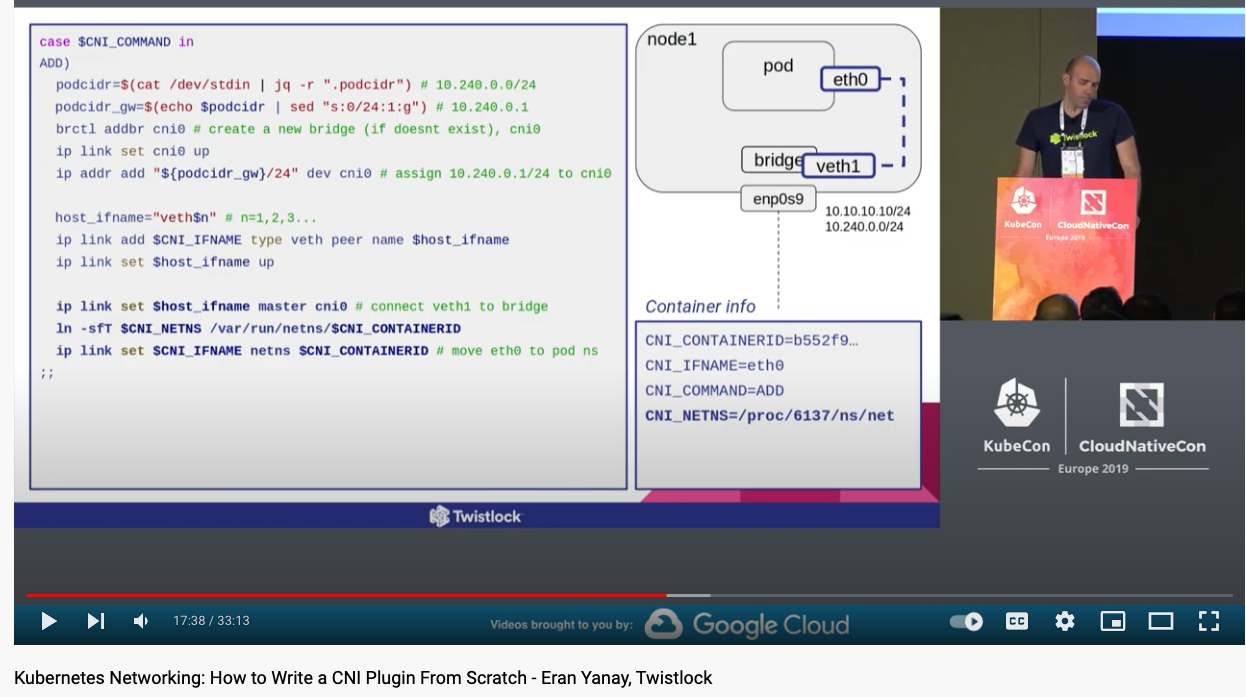 case $CNI_COMMAND in
ADD)
podcidr=$(cat /dev/stdin | jq -r ".podcidr") # 10.240.0.0/24
podcidr_gw=$(echo $podcidr | sed "s:0/24:1:g") # 10.240.0.1
brctl addbr cni0 # create a new bridge (if doesnt exist), cni0
ip link set cni0 up
ip addr add "${podcidr_gw}/24" dev cni0 # assign 10.240.0.1/24 to cni0
host_ifname="veth$n" # n=1,2,3...
ip link add $CNI_IFNAME type veth peer name $host_ifname
ip link set $host_ifname up
ip link set $host_ifname master cni0 # connect veth1 to bridge
ln -sfT $CNI_NETNS /var/run/netns/$CNI_CONTAINERID
ip link set $CNI_IFNAME netns $CNI_CONTAINERID # move eth0 to pod ns
;;
node1
pod
eth0
bridge
veth1
enp0s9
10.10.10.10/24
10.240.0.0/24
Container info
CNI_CONTAINERID=b552f9…
CNI_IFNAME=eth0
CNI_COMMAND=ADD
CNI_NETNS=/proc/6137/ns/net
Twistlock
Twistlock
KubeCon
CloudNativeCon
Europe 2019
KubeCon
CloudNativeCon
Europe 2019
17:38 / 33:13
Videos brought to you by:
Google Cloud
CC
Kubernetes Networking: How to Write a CNI Plugin From Scratch - Eran Yanay, Twistlock